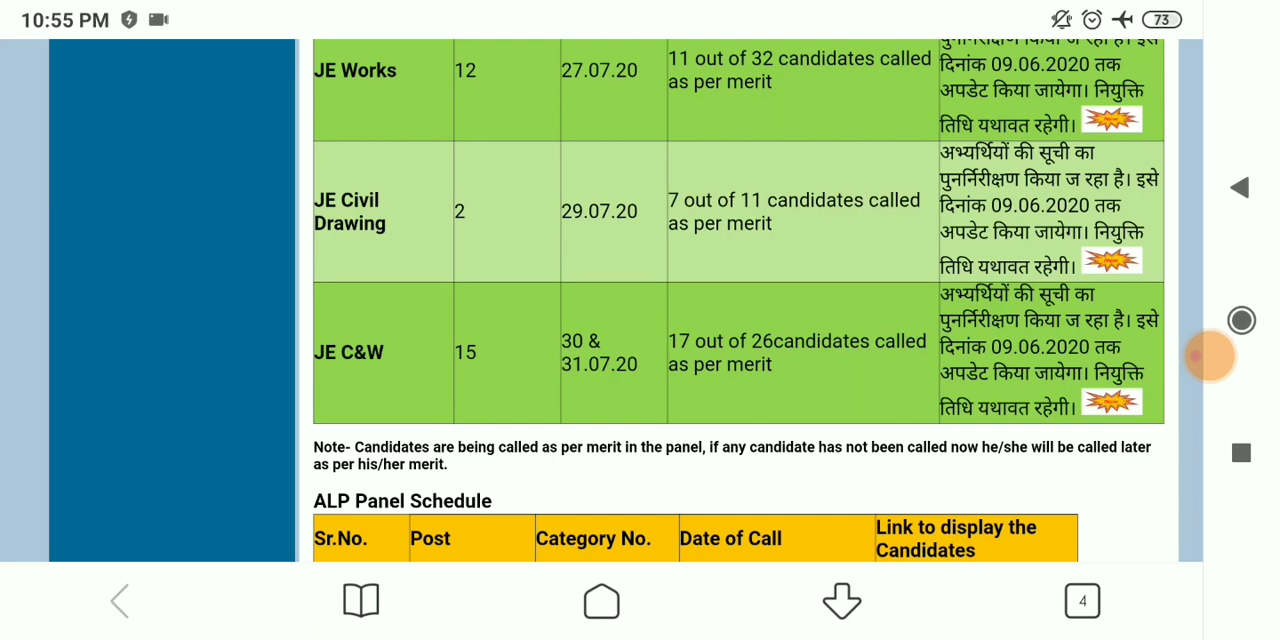 10:55 PM
73
JE Works
12
27.07.20
11 out of 32 candidates called
as per merit
दिनांक 09.06.2020 तक
अपडेट किया जायेगा। नियुक्ति
तिथि यथावत रहेगी।
JE Civil
Drawing
2
29.07.20
7 out of 11 candidates called
as per merit
अभ्यर्थियों की सूची का
पुनर्निरीक्षण किया ज रहा है। इसे
दिनांक 09.06.2020 तक
अपडेट किया जायेगा। नियुक्ति
तिथि यथावत रहेगी।
JE C&W
15
30 &
31.07.20
17 out of 26candidates called
as per merit
अभ्यर्थियों की सूची का
पुनर्निरीक्षण किया ज रहा है। इसे
दिनांक 09.06.2020 तक
अपडेट किया जायेगा। नियुक्ति
तिथि यथावत रहेगी।
Note- Candidates are being called as per merit in the panel, if any candidate has not been called now he/she will be called later
as per his/her merit.
ALP Panel Schedule
Sr.No.
Post
Category No.
Date of Call
Link to display the
Candidates
4